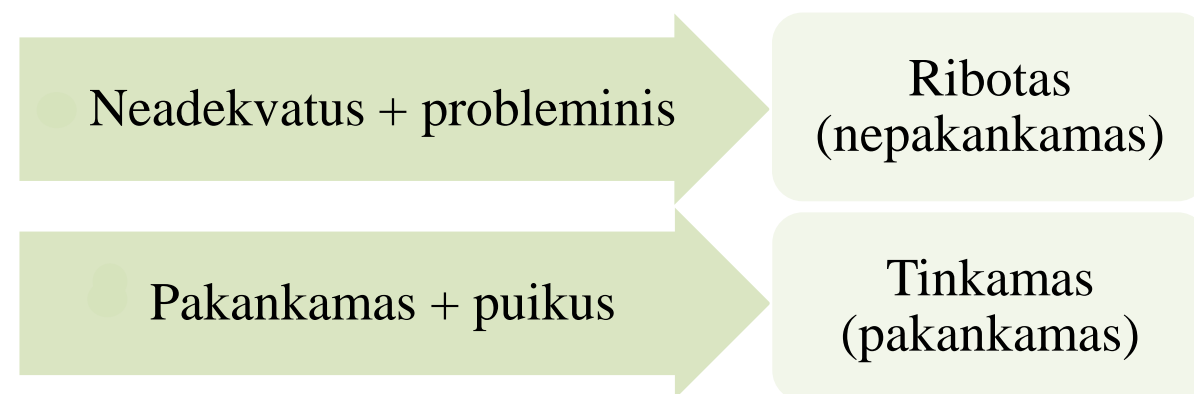 Neadekvatus + probleminis
Ribotas
(nepakankamas)
Pakankamas + puikus
Tinkamas
(pakankamas)